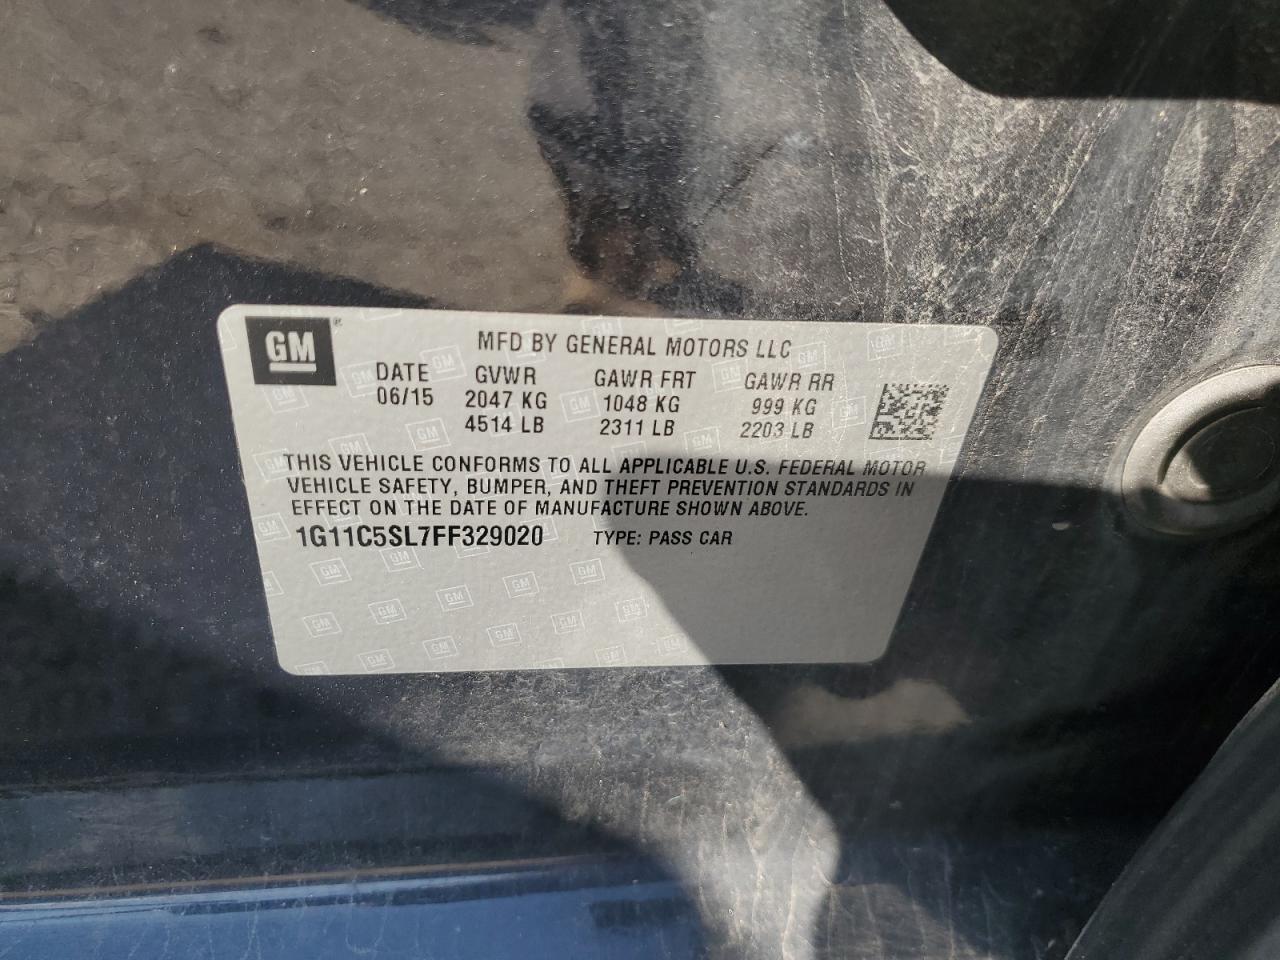 GM ®
MFD BY GENERAL MOTORS LLC
DATE GVWR GAWR FRT GAWR RR
06/15 2047 KG 1048 KG 999 KG
4514 LB 2311 LB 2203 LB
THIS VEHICLE CONFORMS TO ALL APPLICABLE U.S. FEDERAL MOTOR
VEHICLE SAFETY, BUMPER, AND THEFT PREVENTION STANDARDS IN
EFFECT ON THE DATE OF MANUFACTURE SHOWN ABOVE.
1G11C5SL7FF329020 TYPE: PASS CAR